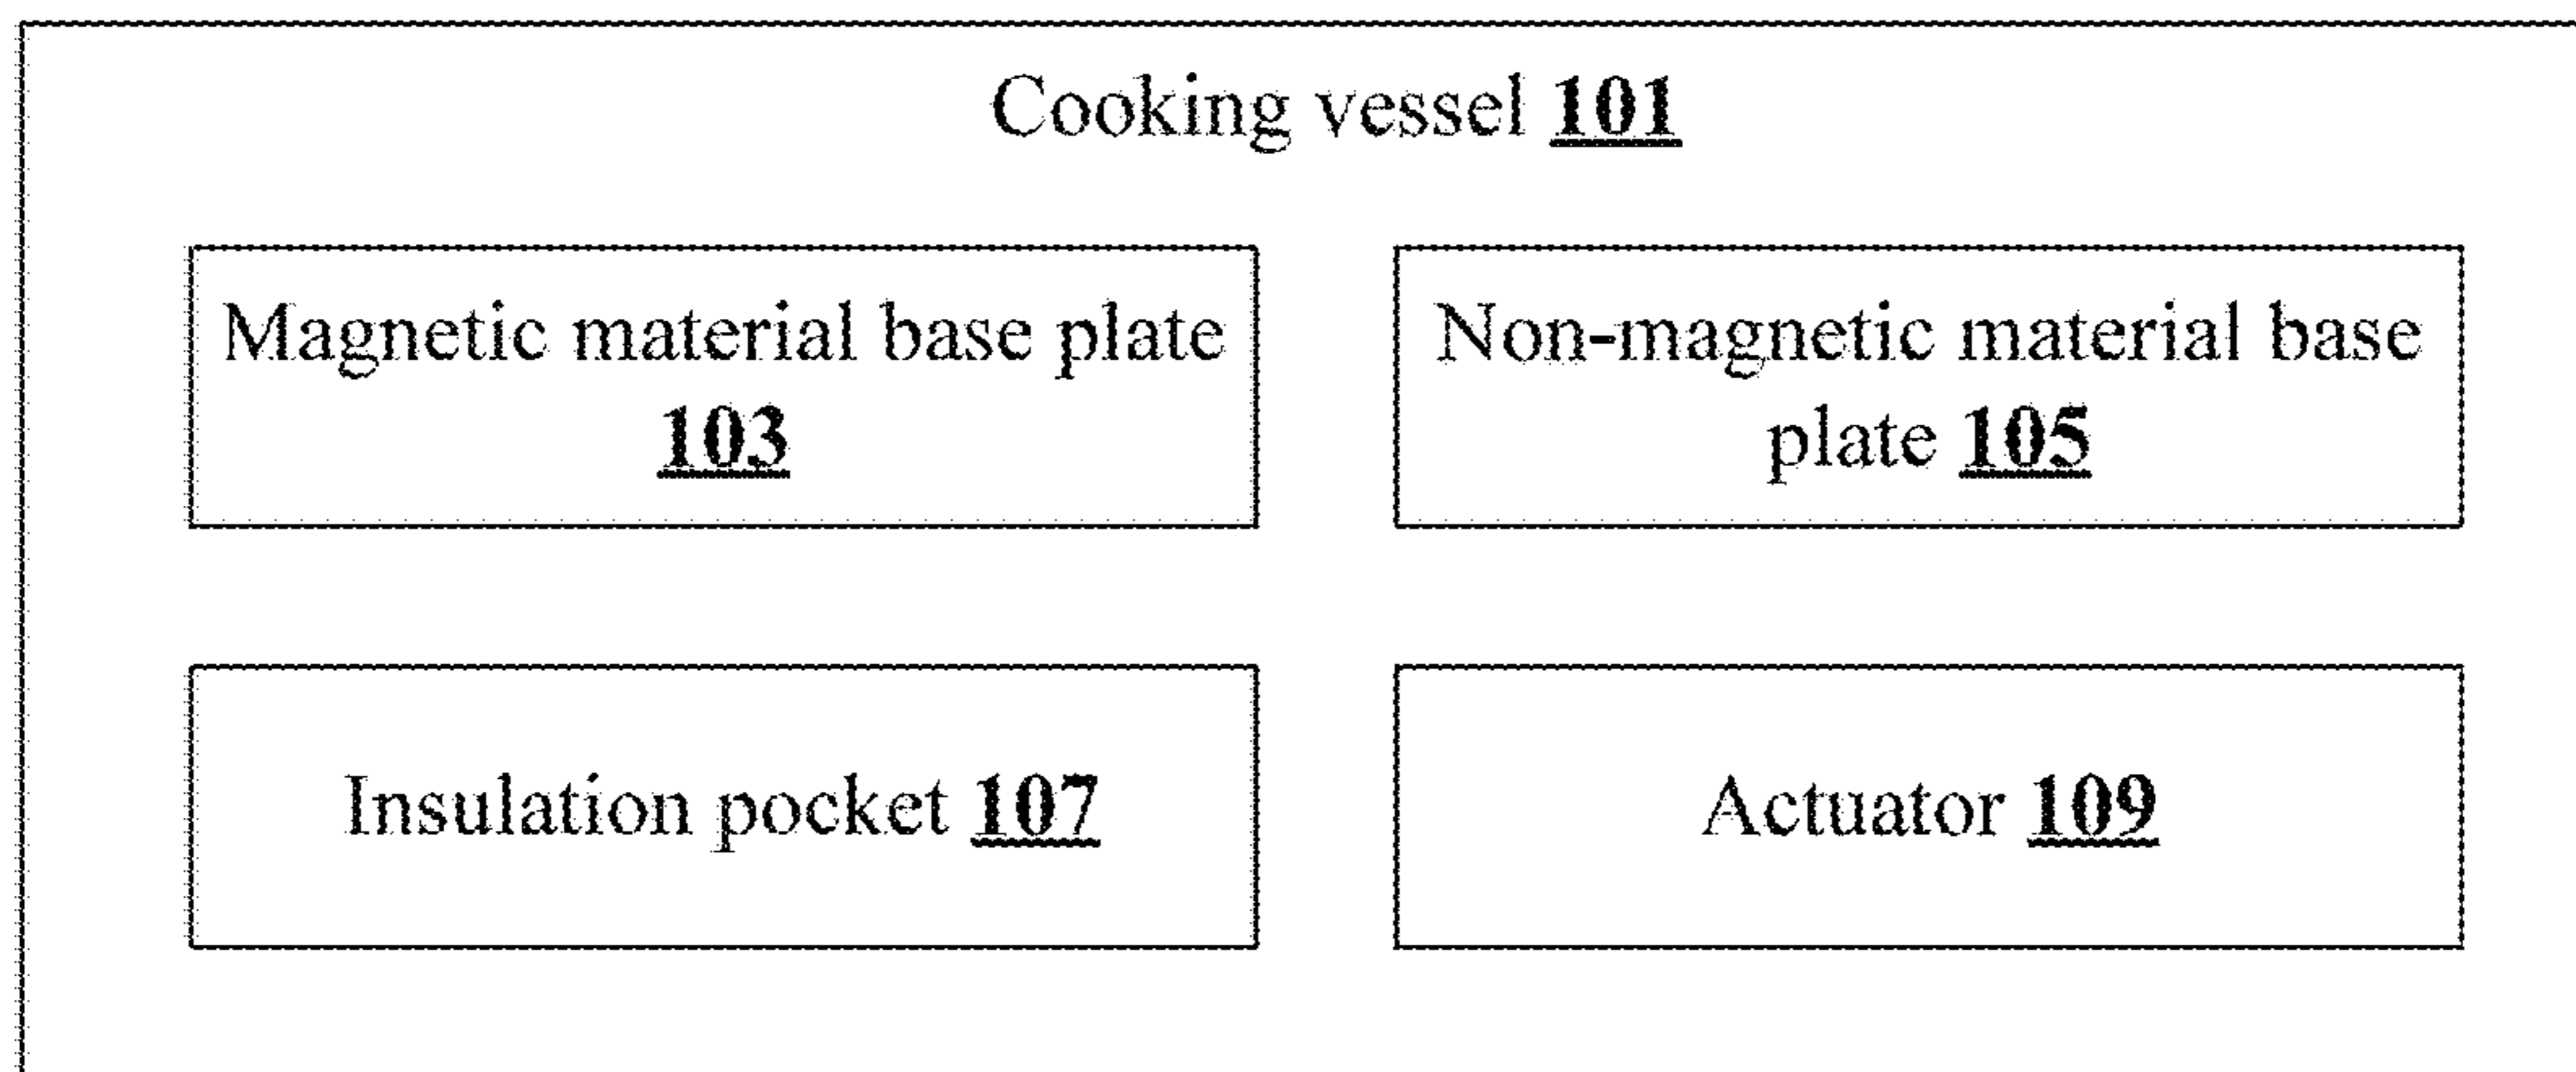 Cooking vessel 101
Magnetic material base plate
103
Non-magnetic material base
plate 105
Insulation pocket 107
Actuator 109